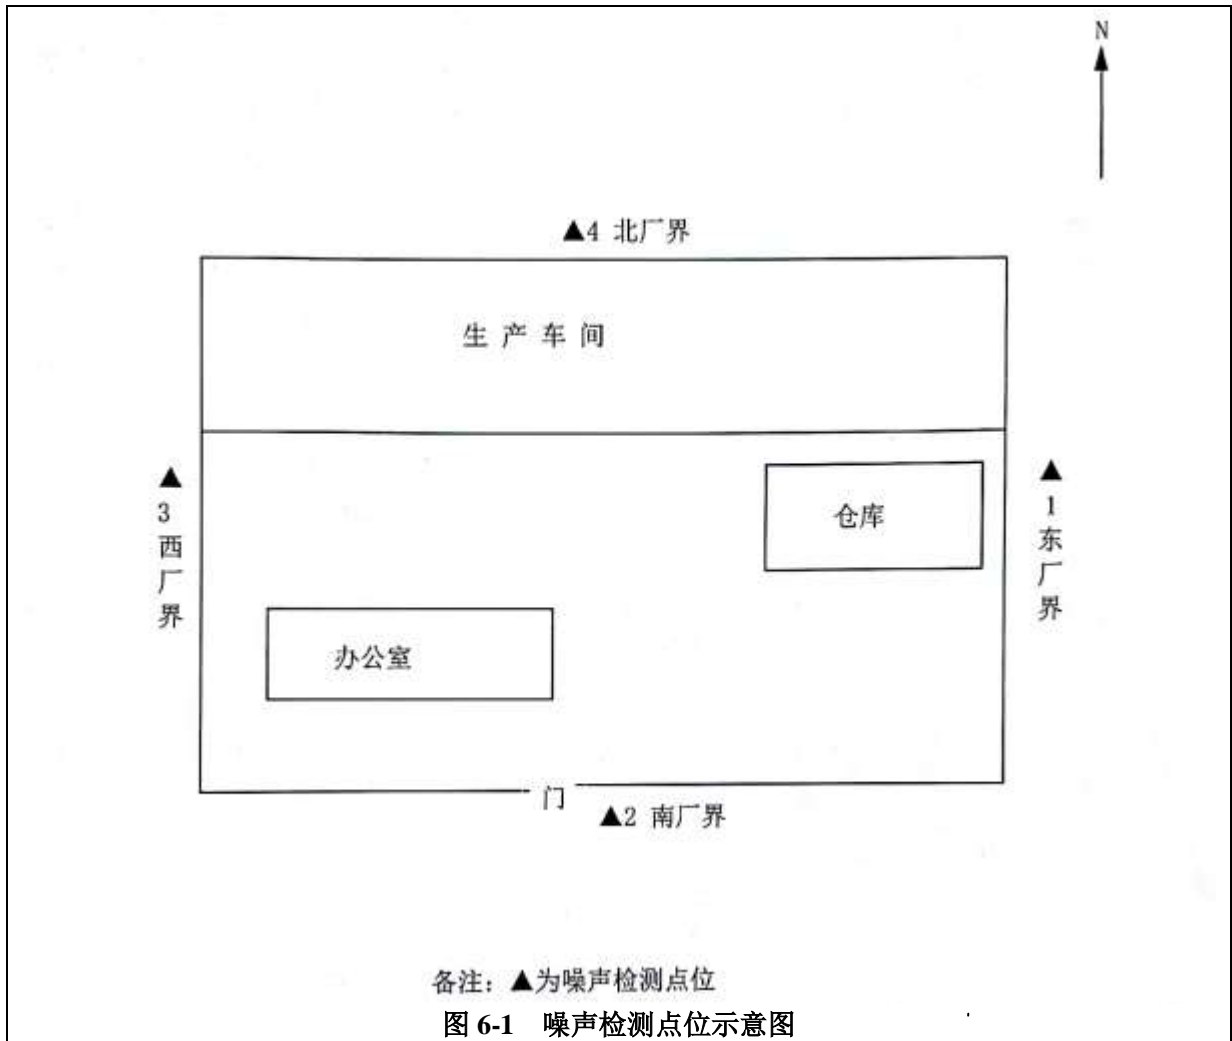 N
▲4 北厂界
生产车间
▲
3
西
厂
界
仓库
▲
1
东
厂
界
办公室
门
▲2 南厂界
备注：▲为噪声检测点位
图 6-1 噪声检测点位示意图